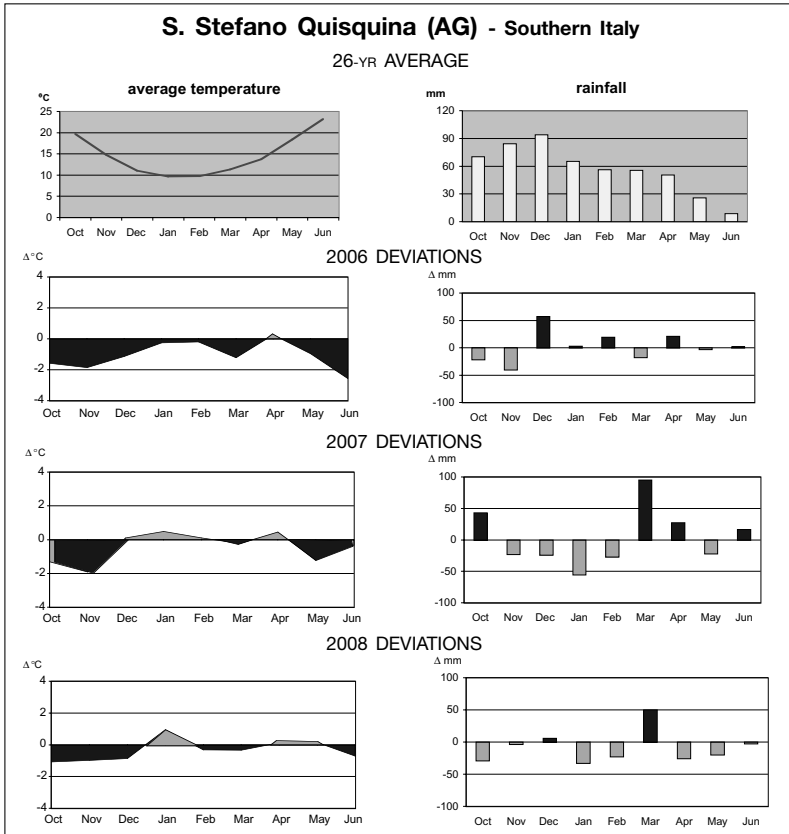 S. Stefano Quisquina (AG) - Southern Italy
26-YR AVERAGE
average temperature
°C
25
20
15
10
5
0
Oct Nov Dec Jan Feb Mar Apr May Jun
rainfall
mm
120
90
60
30
0
Oct Nov Dec Jan Feb Mar Apr May Jun
2006 DEVIATIONS
Δ°C
4
2
0
-2
-4
Oct Nov Dec Jan Feb Mar Apr May Jun
Δ mm
100
50
0
-50
-100
Oct Nov Dec Jan Feb Mar Apr May Jun
2007 DEVIATIONS
Δ°C
4
2
0
-2
-4
Oct Nov Dec Jan Feb Mar Apr May Jun
Δ mm
100
50
0
-50
-100
Oct Nov Dec Jan Feb Mar Apr May Jun
2008 DEVIATIONS
Δ°C
4
2
0
-2
-4
Oct Nov Dec Jan Feb Mar Apr May Jun
Δ mm
100
50
0
-50
-100
Oct Nov Dec Jan Feb Mar Apr May Jun